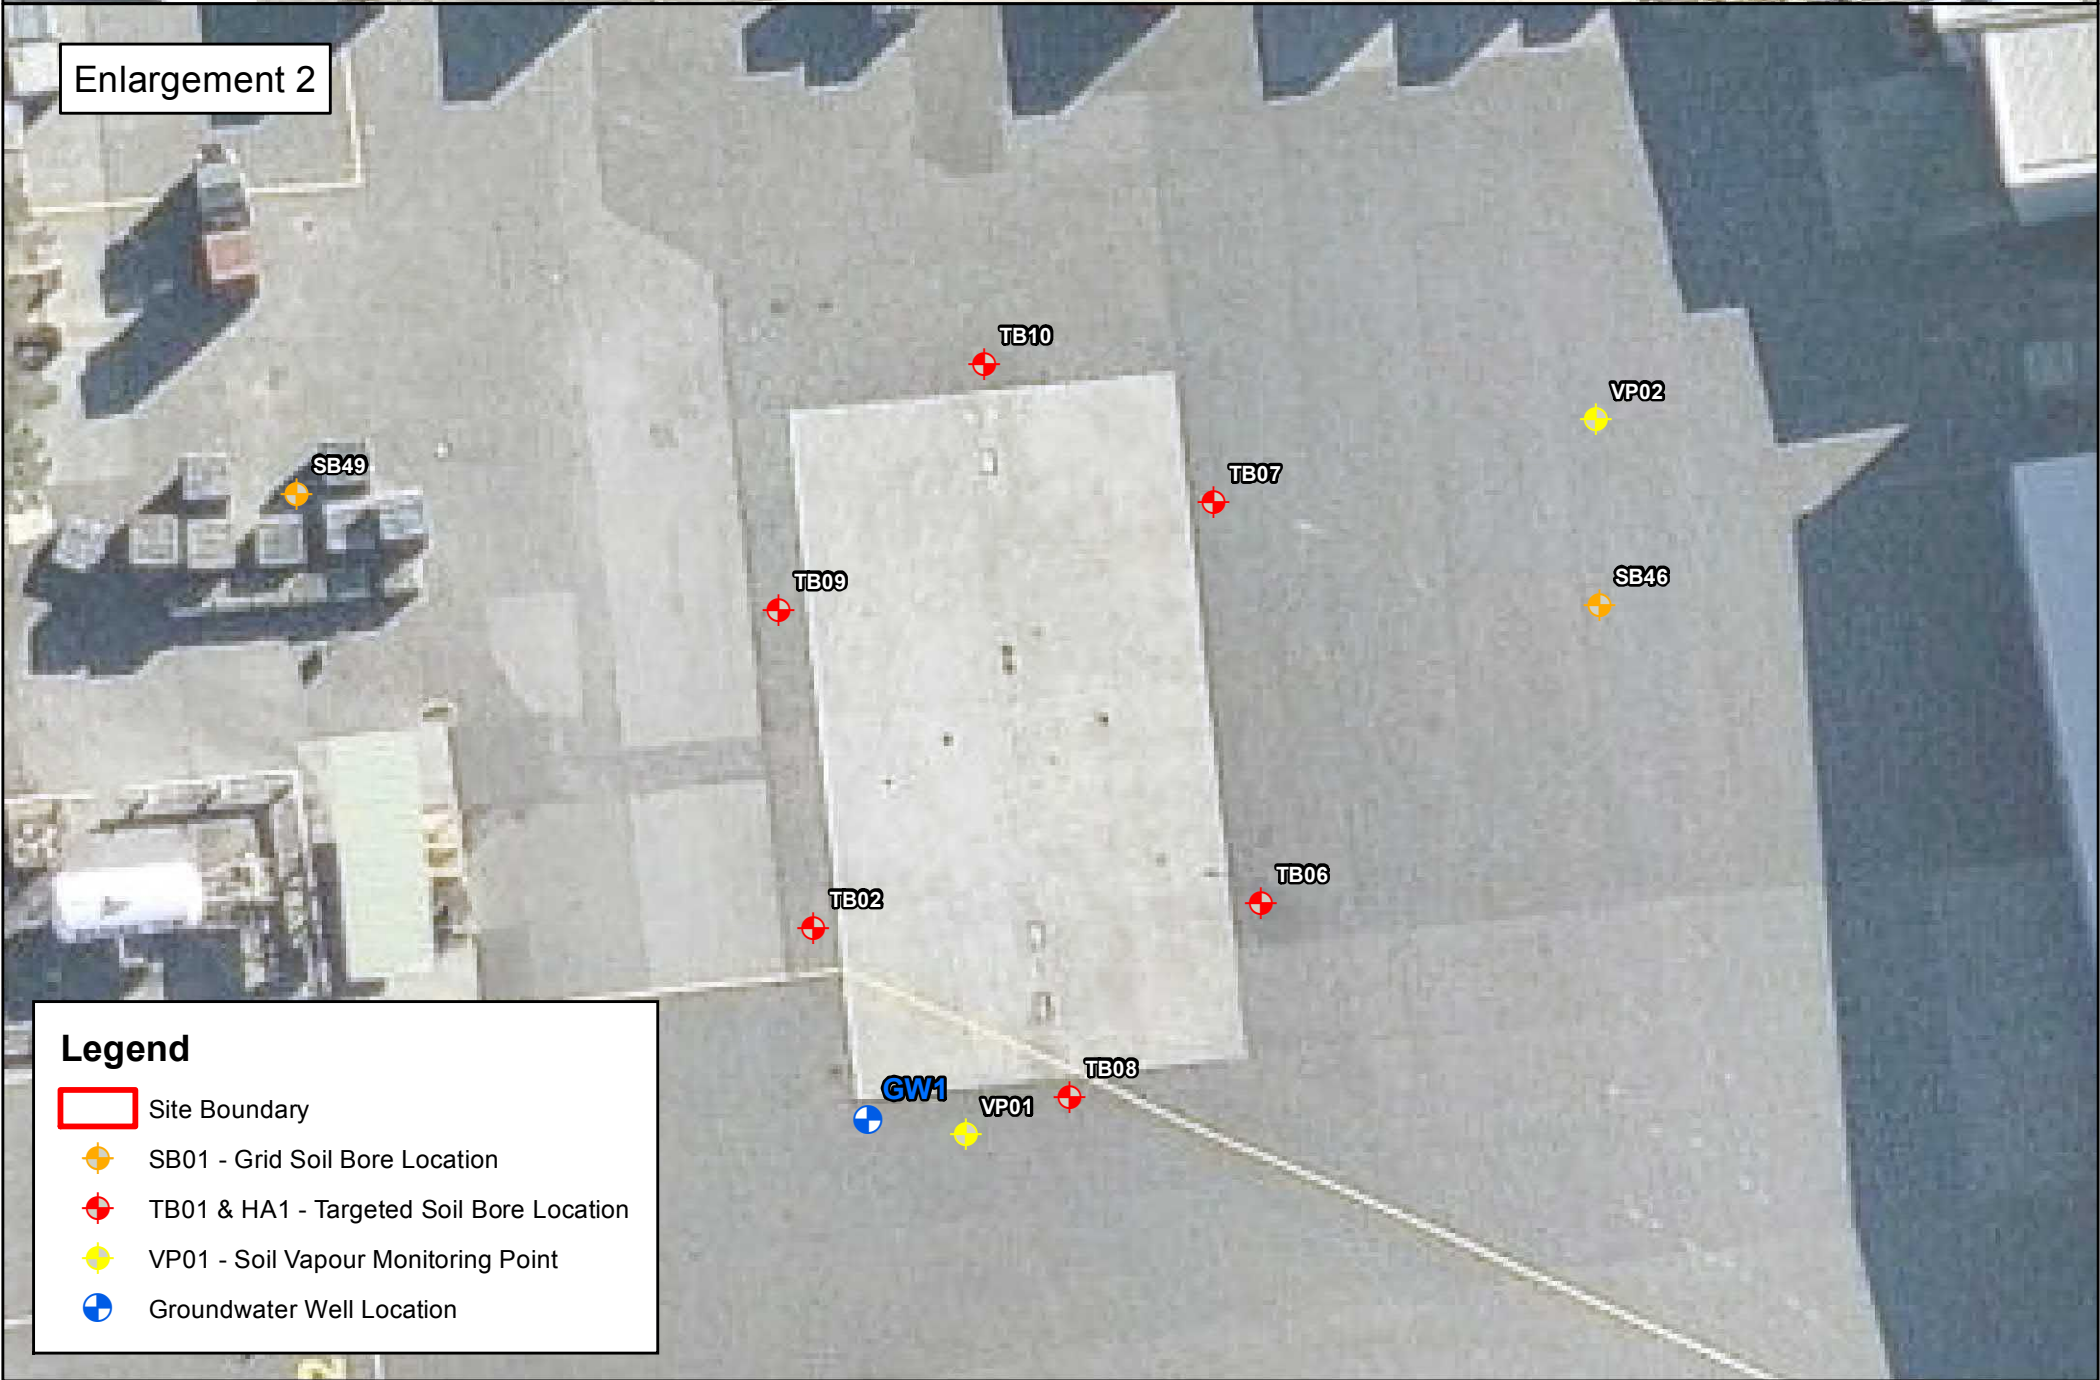 Enlargement 2
TB10
VP02
SB49
TB07
TB09
SB46
TB06
TB02
TB08
GW1
VP01
Legend
Site Boundary
SB01 - Grid Soil Bore Location
TB01 & HA1 - Targeted Soil Bore Location
VP01 - Soil Vapour Monitoring Point
Groundwater Well Location